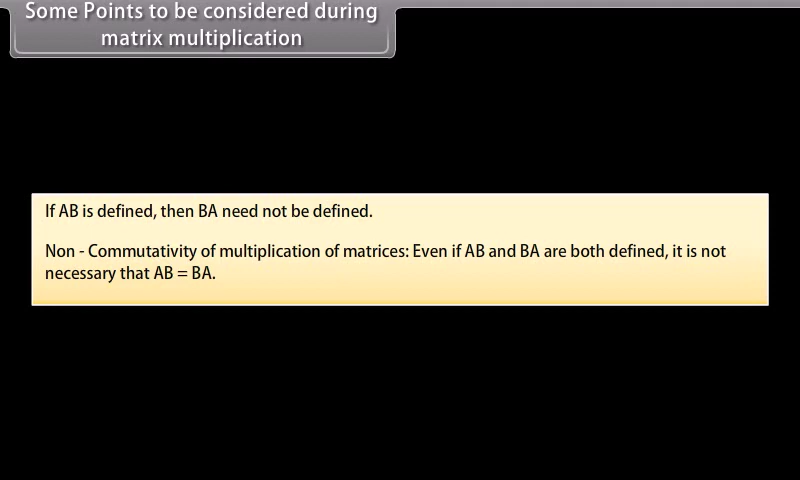 Some Points to be considered during
matrix multiplication
If AB is defined, then BA need not be defined.
Non - Commutativity of multiplication of matrices: Even if AB and BA are both defined, it is not
necessary that AB = BA.